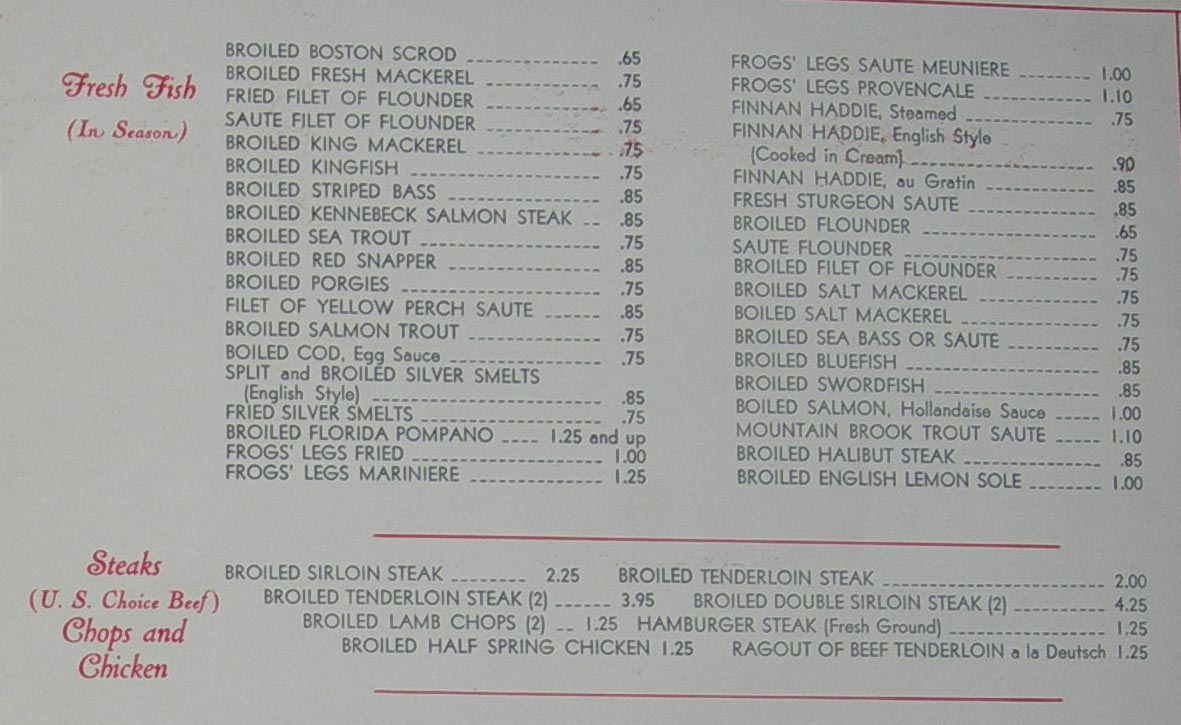 Fresh Fish
(In Season)
BROILED BOSTON SCROD .65
BROILED FRESH MACKEREL .75
FRIED FILET OF FLOUNDER .65
SAUTE FILET OF FLOUNDER .75
BROILED KING MACKEREL .75
BROILED KINGFISH .75
BROILED STRIPED BASS .85
BROILED KENNEBECK SALMON STEAK .85
BROILED SEA TROUT .75
BROILED RED SNAPPER .85
BROILED PORGIES .75
FILET OF YELLOW PERCH SAUTE .85
BROILED SALMON TROUT .75
BOILED COD, Egg Sauce .75
SPLIT and BROILED SILVER SMELTS
(English Style) .85
FRIED SILVER SMELTS .75
BROILED FLORIDA POMPANO 1.25 and up
FROGS' LEGS FRIED 1.00
FROGS' LEGS MARINIERE 1.25
FROGS' LEGS SAUTE MEUNIERE 1.00
FROGS' LEGS PROVENCALE 1.10
FINNAN HADDIE, Steamed .75
FINNAN HADDIE, English Style
(Cooked in Cream) .90
FINNAN HADDIE, au Gratin .85
FRESH STURGEON SAUTE .85
BROILED FLOUNDER .65
SAUTE FLOUNDER .75
BROILED FILET OF FLOUNDER .75
BROILED SALT MACKEREL .75
BOILED SALT MACKEREL .75
BROILED SEA BASS OR SAUTE .75
BROILED BLUEFISH .85
BROILED SWORDFISH .85
BOILED SALMON, Hollandaise Sauce 1.00
MOUNTAIN BROOK TROUT SAUTE 1.10
BROILED HALIBUT STEAK .85
BROILED ENGLISH LEMON SOLE 1.00
Steaks
(U. S. Choice Beef)
Chops and
Chicken
BROILED SIRLOIN STEAK 2.25 BROILED TENDERLOIN STEAK 2.00
BROILED TENDERLOIN STEAK (2) 3.95 BROILED DOUBLE SIRLOIN STEAK (2) 4.25
BROILED LAMB CHOPS (2) 1.25 HAMBURGER STEAK (Fresh Ground) 1.25
BROILED HALF SPRING CHICKEN 1.25 RAGOUT OF BEEF TENDERLOIN a la Deutsch 1.25